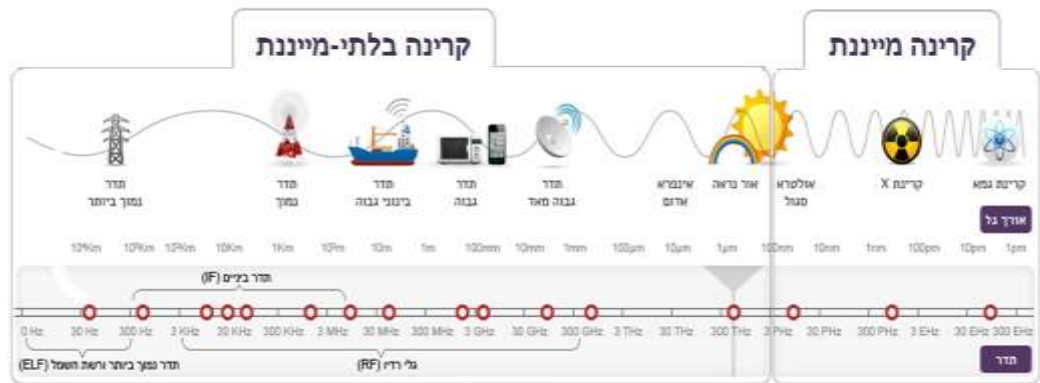 קרינה בלתי-מייננת
קרינה מייננת
תדר
נמוך ביותר
תדר
נמוך
תדר
בינוני גבוה
תדר
גבוה
תדר
גבוה מאד
אינפרא
אדום
אור נראה
אולטרא
סגול
קרינת X
קרינת גמא
אורך גל
10Km 1Km 10²m 10m 1m 100mm 10mm 1mm 100µm 10µm 1µm 100nm 10nm 1nm 100pm 10pm 1pm
תדר ביניים (IF)
0 Hz 30 Hz 300 Hz 3 KHz 30 KHz 300 KHz 3 MHz 30 MHz 300 MHz 3 GHz 30 GHz 300 GHz 3 THz 30 THz 300 THz 3 PHz 30 PHz 300 PHz 3 EHz 30 EHz 300 EHz
תדר נמוך ביותר ורשת חשמל (ELF)
גלי רדיו (RF)
תדר